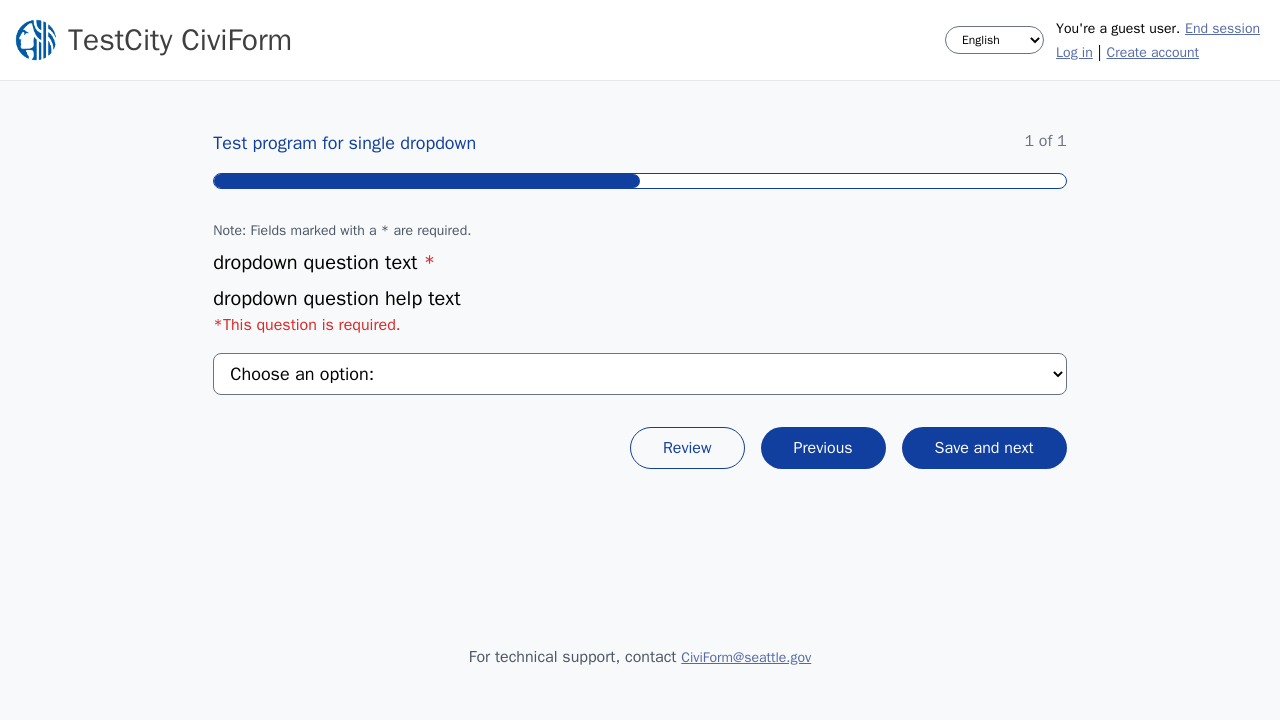 TestCity CiviForm
English
You're a guest user. End session
Log in | Create account
Test program for single dropdown
1 of 1
Note: Fields marked with a * are required.
dropdown question text *
dropdown question help text
*This question is required.
Choose an option:
Review
Previous
Save and next
For technical support, contact CiviForm@seattle.gov